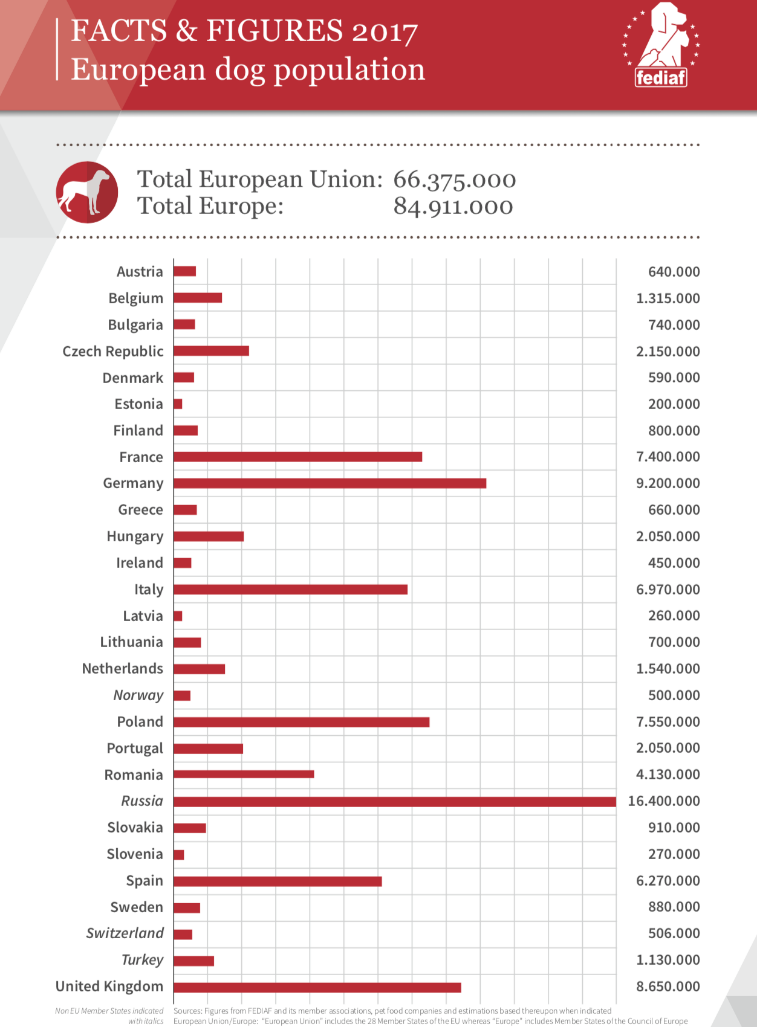 FACTS & FIGURES 2017
European dog population
fediaf
Total European Union: 66.375.000
Total Europe: 84.911.000
Austria 640.000
Belgium 1.315.000
Bulgaria 740.000
Czech Republic 2.150.000
Denmark 590.000
Estonia 200.000
Finland 800.000
France 7.400.000
Germany 9.200.000
Greece 660.000
Hungary 2.050.000
Ireland 450.000
Italy 6.970.000
Latvia 260.000
Lithuania 700.000
Netherlands 1.540.000
Norway 500.000
Poland 7.550.000
Portugal 2.050.000
Romania 4.130.000
Russia 16.400.000
Slovakia 910.000
Slovenia 270.000
Spain 6.270.000
Sweden 880.000
Switzerland 506.000
Turkey 1.130.000
United Kingdom 8.650.000
Non EU Member States indicated
with italics
Sources: Figures from FEDIAF and its member associations, pet food companies and estimations based thereupon when indicated
European Union/Europe: "European Union" includes the 28 Member States of the EU whereas "Europe" includes Member States of the Council of Europe